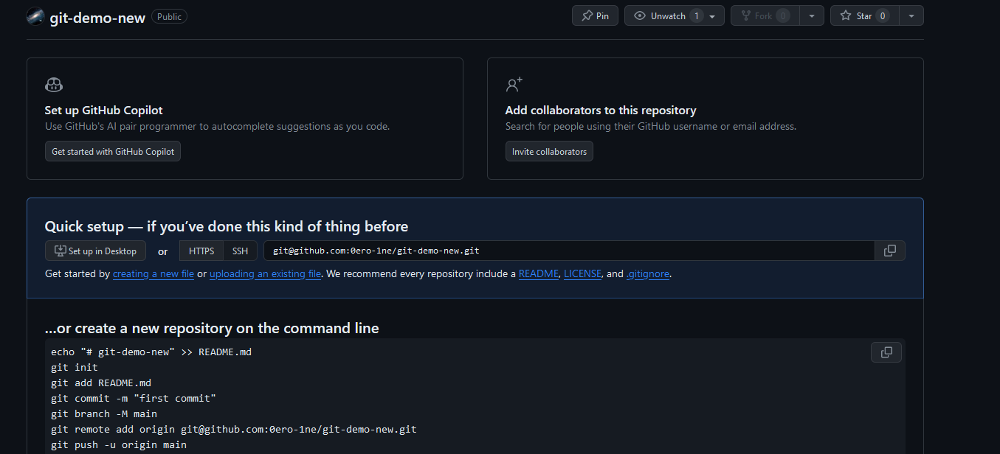 git-demo-new Public Pin Unwatch 1 Fork 0 Star 0
Set up GitHub Copilot
Use GitHub's AI pair programmer to autocomplete suggestions as you code.
Get started with GitHub Copilot
Add collaborators to this repository
Search for people using their GitHub username or email address.
Invite collaborators
Quick setup — if you’ve done this kind of thing before
Set up in Desktop or HTTPS SSH git@github.com:0ero-1ne/git-demo-new.git
Get started by creating a new file or uploading an existing file. We recommend every repository include a README, LICENSE, and .gitignore.
…or create a new repository on the command line
echo "# git-demo-new" >> README.md
git init
git add README.md
git commit -m "first commit"
git branch -M main
git remote add origin git@github.com:0ero-1ne/git-demo-new.git
git push -u origin main